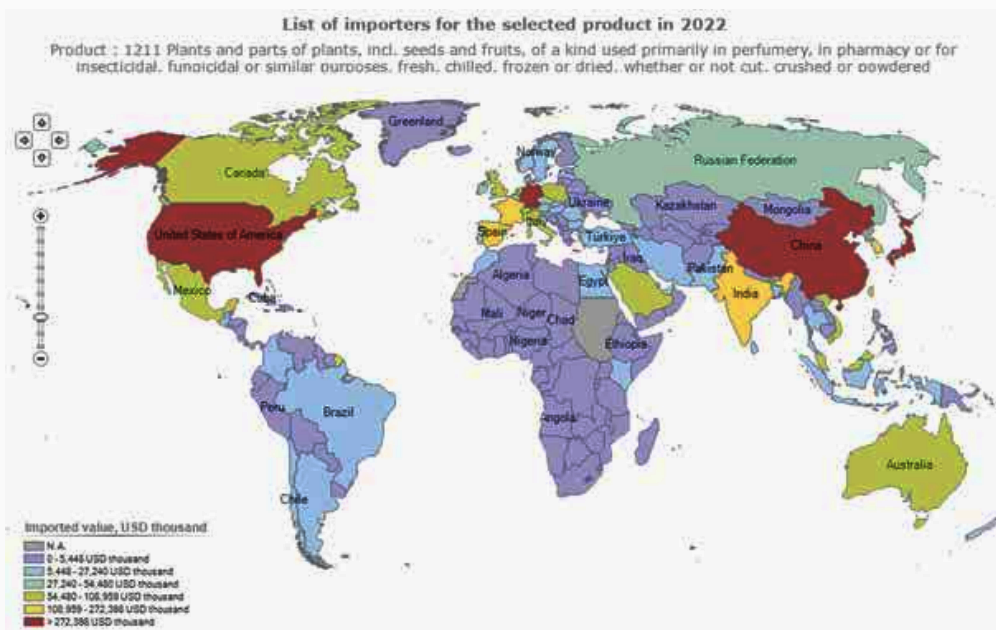 List of importers for the selected product in 2022
Product : 1211 Plants and parts of plants, incl. seeds and fruits, of a kind used primarily in perfumery, in pharmacy or for
insecticidal, fungicidal or similar purposes, fresh, chilled, frozen or dried, whether or not cut, crushed or powdered
Greenland
Norway
Russian Federation
Canada
Ukraine
Kazakhstan
Mongolia
United States of America
Spain
Türkiye
China
Iraq
Pakistan
Algeria
Egypt
Mexico
Cuba
India
Mali
Niger
Chad
Nigeria
Ethiopia
Peru
Brazil
Angola
Australia
Chile
Imported value, USD thousand
N.A.
0 - 5,448 USD thousand
5,448 - 27,240 USD thousand
27,240 - 54,480 USD thousand
54,480 - 108,959 USD thousand
108,959 - 272,398 USD thousand
> 272,398 USD thousand